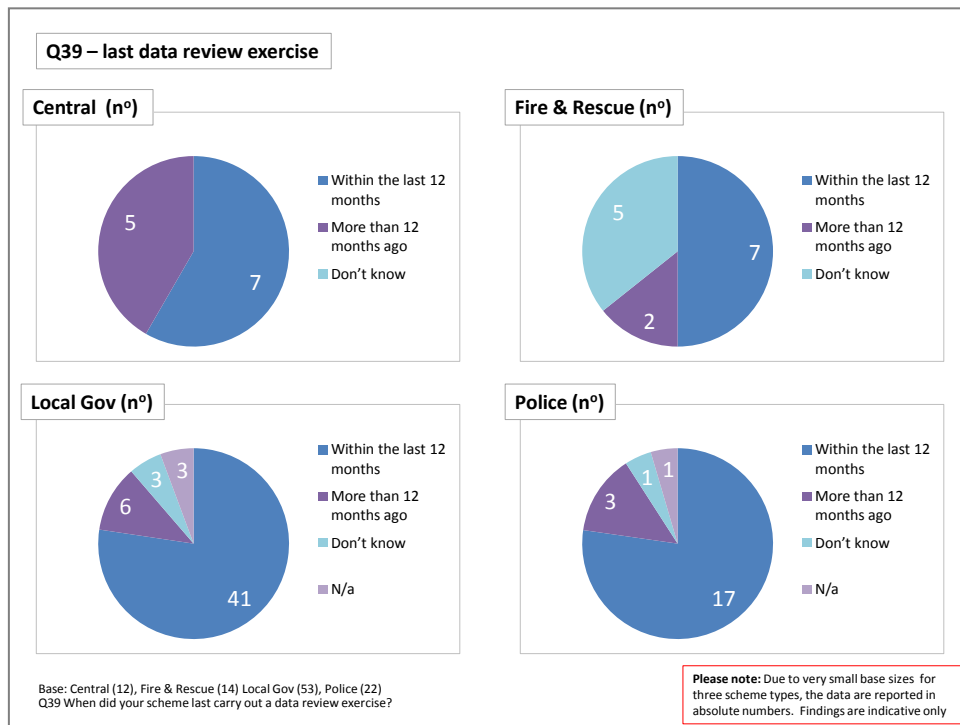 Q39 – last data review exercise
Central (nº)
5
7
Within the last 12
months
More than 12
months ago
Don't know
Fire & Rescue (nº)
5
7
2
Within the last 12
months
More than 12
months ago
Don't know
Local Gov (nº)
3
3
6
41
Within the last 12
months
More than 12
months ago
Don't know
N/a
Police (nº)
1
1
3
17
Within the last 12
months
More than 12
months ago
Don't know
N/a
Base: Central (12), Fire & Rescue (14) Local Gov (53), Police (22)
Q39 When did your scheme last carry out a data review exercise?
Please note: Due to very small base sizes for
three scheme types, the data are reported in
absolute numbers. Findings are indicative only